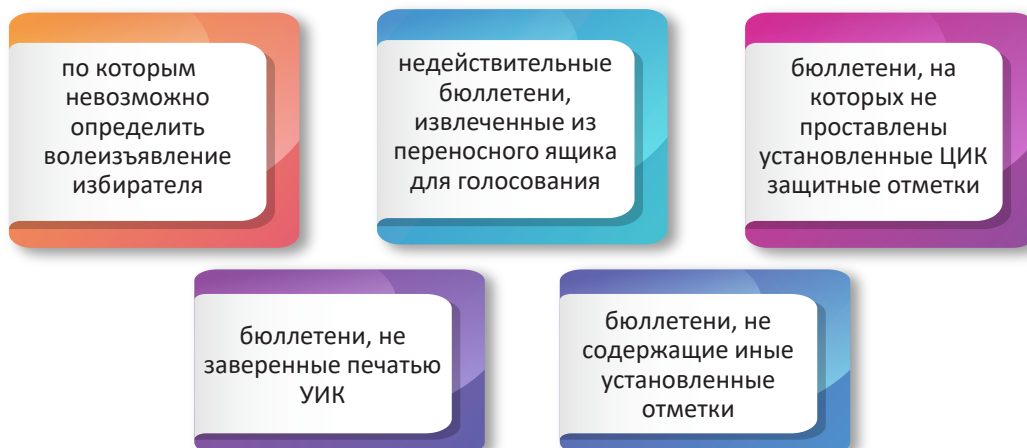 по которым
невозможно
определить
волеизъявление
избирателя
недействительные
бюллетени,
извлеченные из
переносного ящика
для голосования
бюллетени, на
которых не
проставлены
установленные ЦИК
защитные отметки
бюллетени, не
заверенные печатью
УИК
бюллетени, не
содержащие иные
установленные
отметки